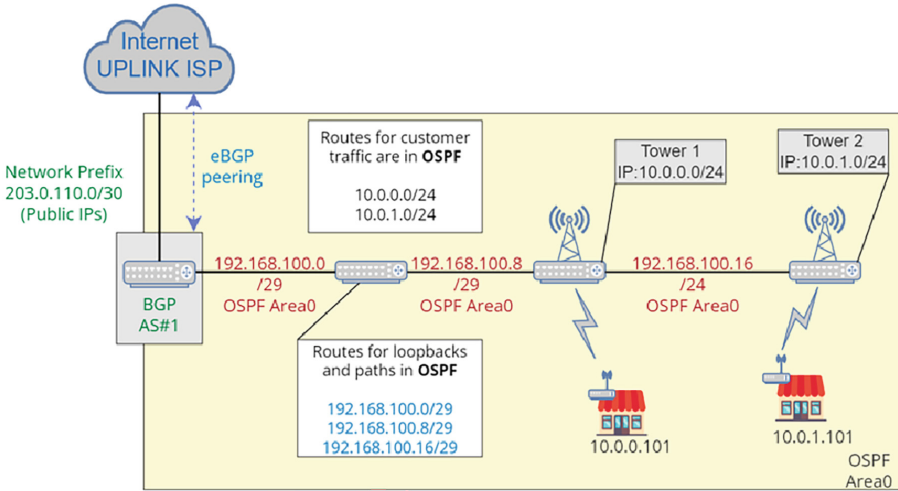 Internet
UPLINK ISP
eBGP
peering
Network Prefix
203.0.110.0/30
(Public IPs)
Routes for customer
traffic are in OSPF
10.0.0.0/24
10.0.1.0/24
Tower 1
IP:10.0.0.0/24
Tower 2
IP:10.0.1.0/24
BGP
AS#1
192.168.100.0
/29
OSPF Area0
192.168.100.8
/29
OSPF Area0
192.168.100.16
/24
OSPF Area0
Routes for loopbacks
and paths in OSPF
192.168.100.0/29
192.168.100.8/29
192.168.100.16/29
10.0.0.101
10.0.1.101
OSPF
Area0